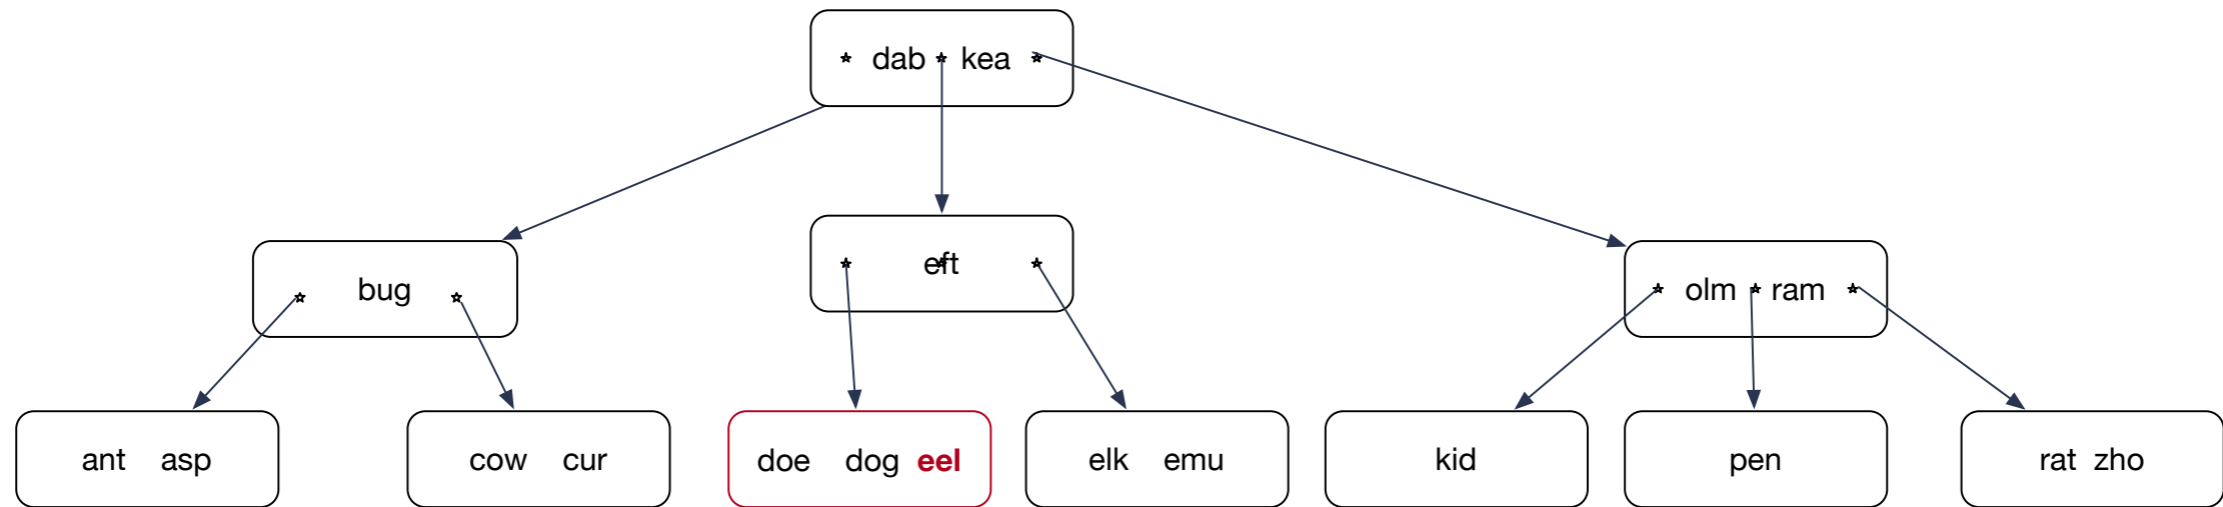 dab kea
bug
eft
olm ram
ant asp
cow cur
doe dog eel
elk emu
kid
pen
rat zho